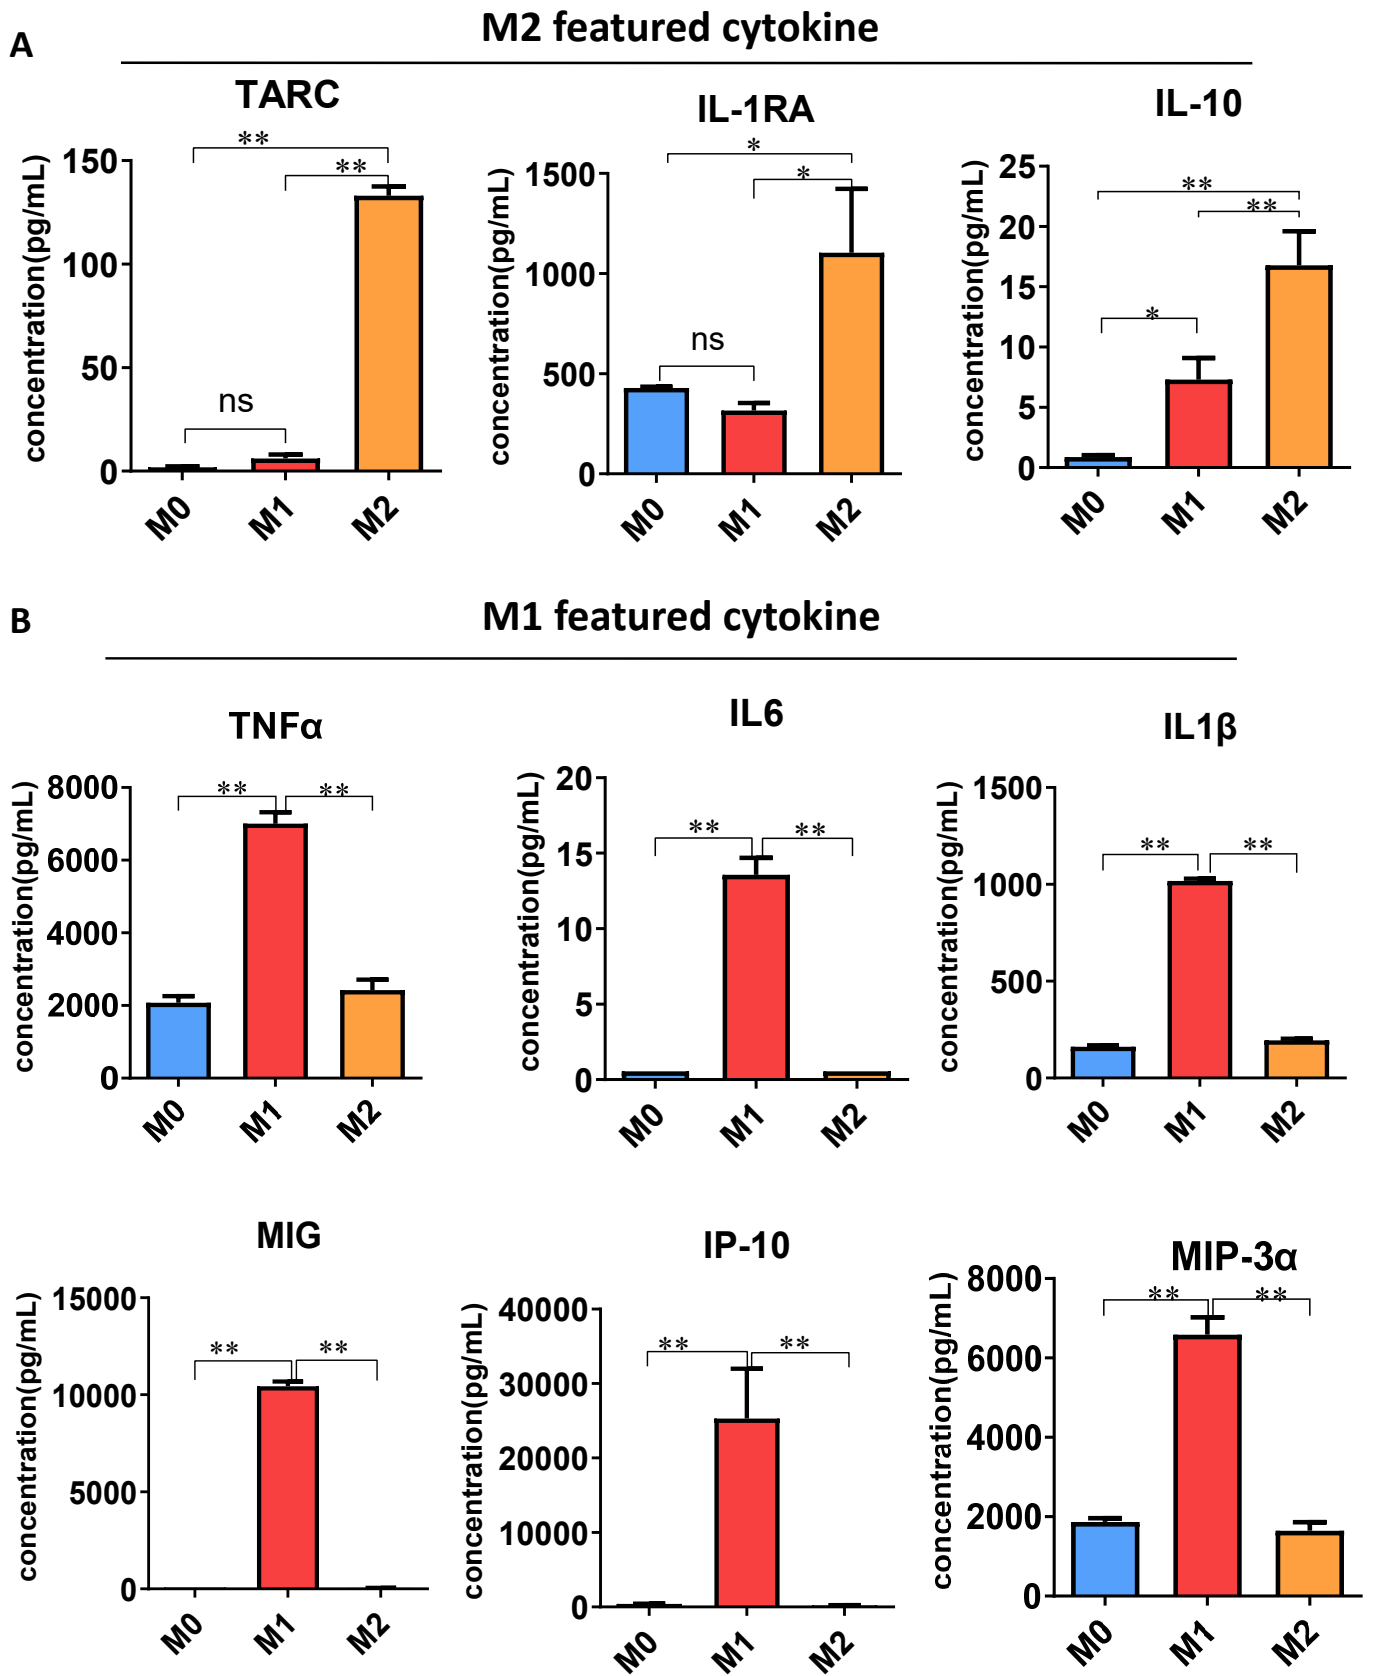 A
M2 featured cytokine
TARC
concentration(pg/mL)
150
100
50
0
**
**
ns
M0
M1
M2
IL-1RA
concentration(pg/mL)
1500
1000
500
0
*
*
ns
M0
M1
M2
IL-10
concentration(pg/mL)
25
20
15
10
5
0
**
**
*
M0
M1
M2
B
M1 featured cytokine
TNFα
concentration(pg/mL)
8000
6000
4000
2000
0
**
**
M0
M1
M2
IL6
concentration(pg/mL)
20
15
10
5
0
**
**
M0
M1
M2
IL1β
concentration(pg/mL)
1500
1000
500
0
**
**
M0
M1
M2
MIG
concentration(pg/mL)
15000
10000
5000
0
**
**
M0
M1
M2
IP-10
concentration(pg/mL)
40000
30000
20000
10000
0
**
**
M0
M1
M2
MIP-3α
concentration(pg/mL)
8000
6000
4000
2000
0
**
**
M0
M1
M2